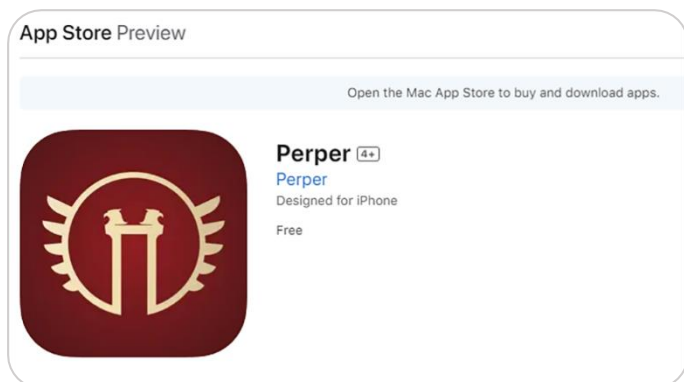 App Store Preview
Open the Mac App Store to buy and download apps.
Perper 4+
Perper
Designed for iPhone
Free